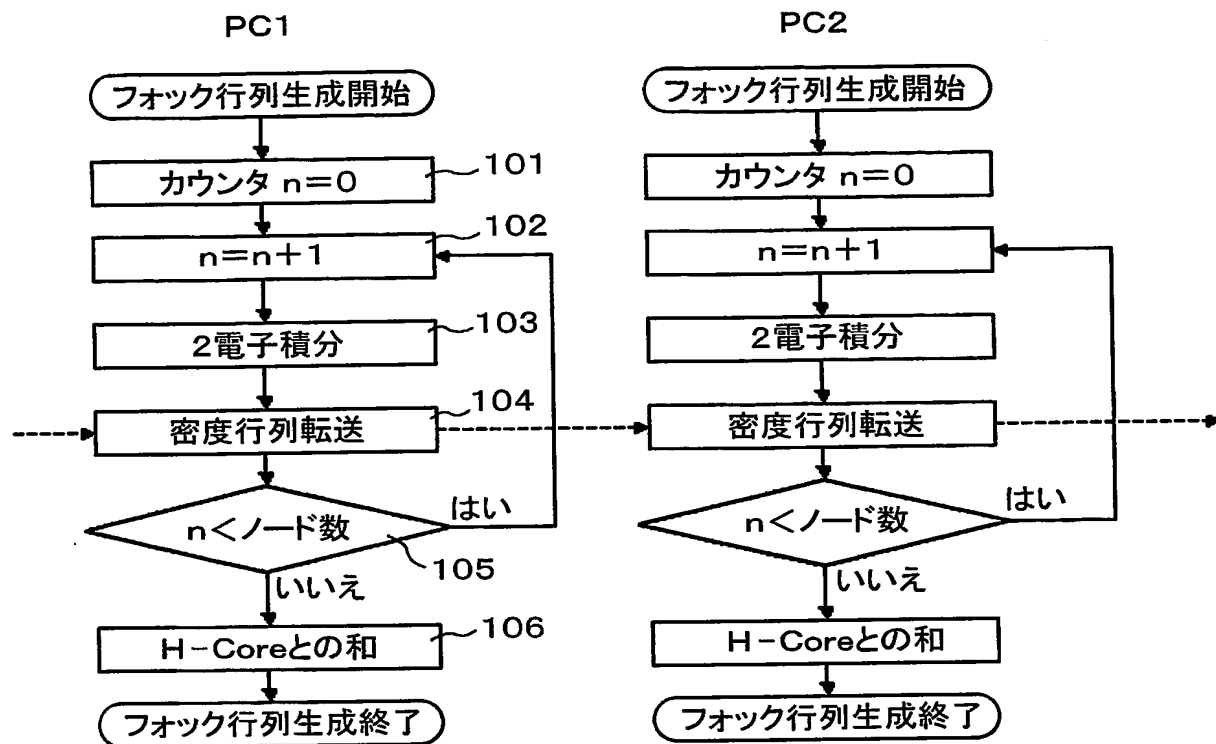 PC1
フォック行列生成開始
カウンタ n=0
101
n=n+1
102
2電子積分
103
密度行列転送
104
n<ノード数
はい
105
いいえ
H-Coreとの和
106
フォック行列生成終了
PC2
フォック行列生成開始
カウンタ n=0
n=n+1
2電子積分
密度行列転送
n<ノード数
はい
いいえ
H-Coreとの和
フォック行列生成終了